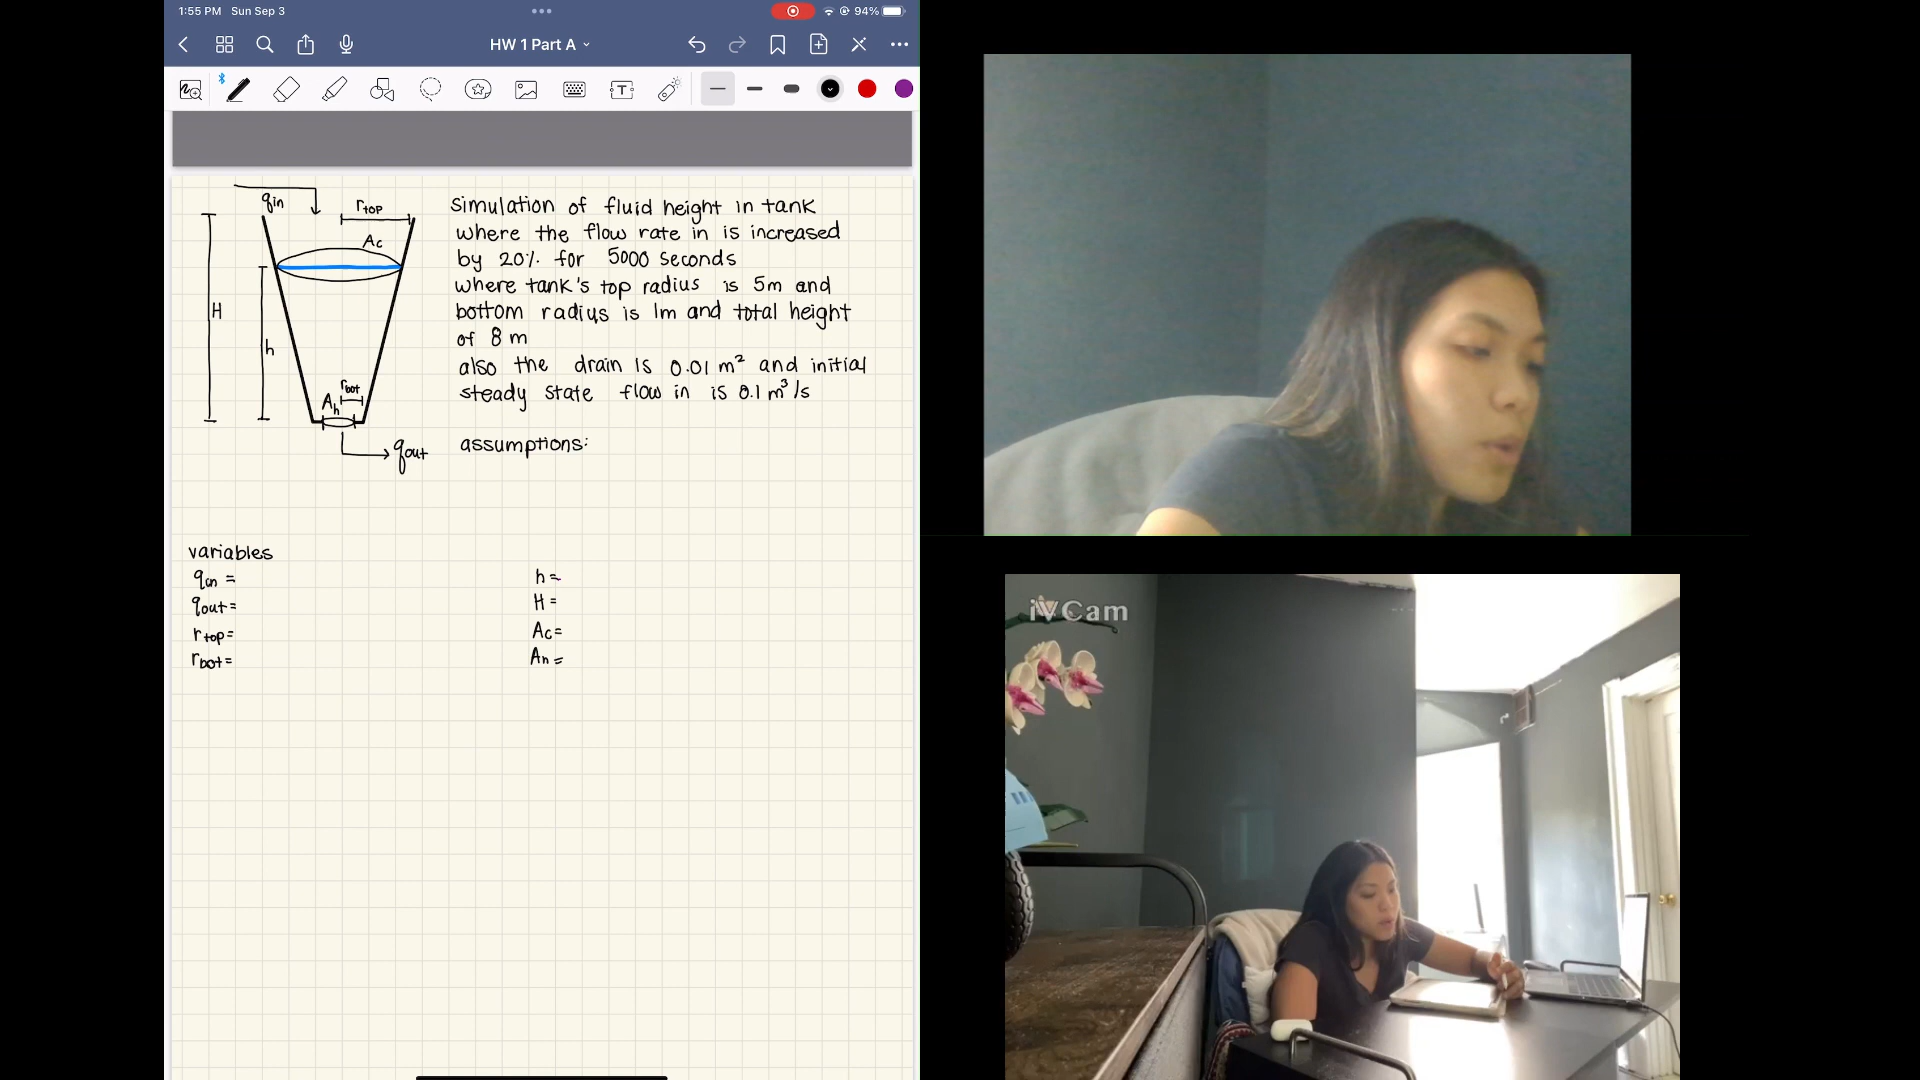 1:55 PM Sun Sep 3
94%
HW 1 Part A
T
qin
rtop
Ac
H
h
rbot
Ah
qout
simulation of fluid height in tank
where the flow rate in is increased
by 20% for 5000 seconds
where tank's top radius is 5m and
bottom radius is 1m and total height
of 8 m
also the drain is 0.01 m² and initial
steady state flow in is 0.1 m³/s
assumptions:
variables
qin =
qout=
rtop=
rbot=
h=
H=
Ac=
An=
iVCam